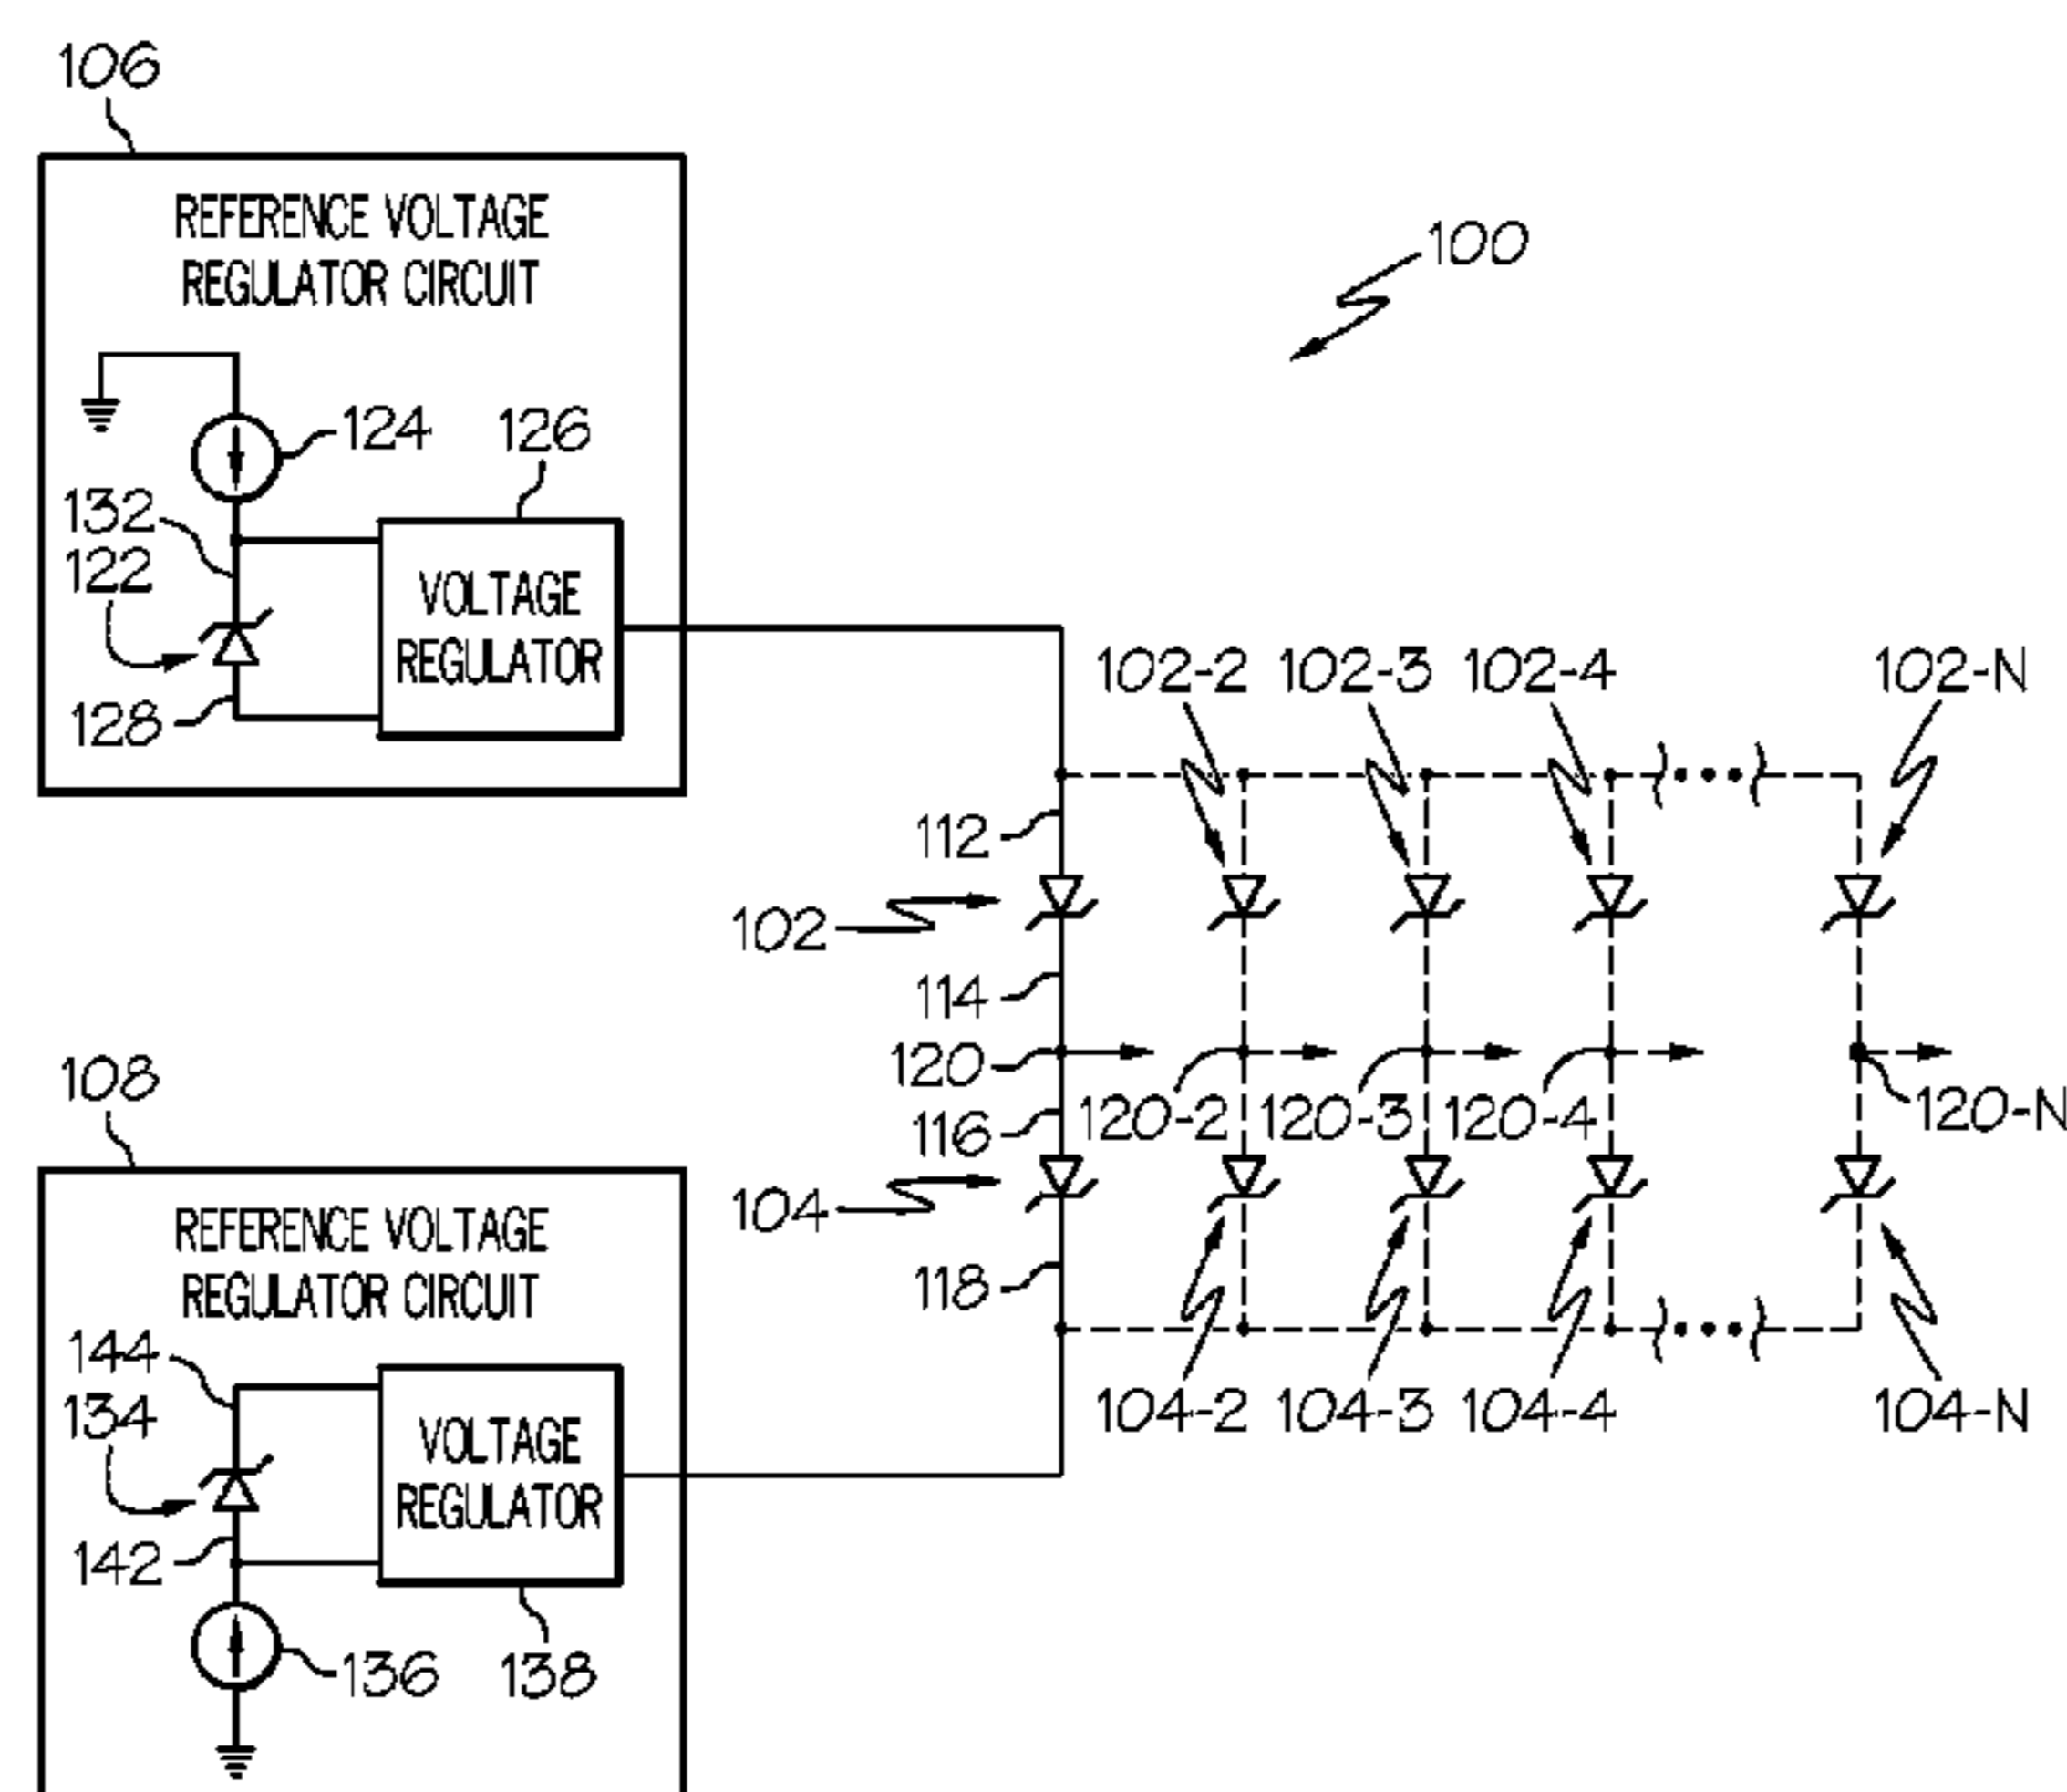 106
REFERENCE VOLTAGE
REGULATOR CIRCUIT
100
124
126
132
122
VOLTAGE
REGULATOR
128
102-2 102-3 102-4 102-N
112
102
114
120
120-2 120-3 120-4 120-N
116
108
104
REFERENCE VOLTAGE
REGULATOR CIRCUIT
118
144
134
104-2 104-3 104-4 104-N
VOLTAGE
REGULATOR
142
136
138